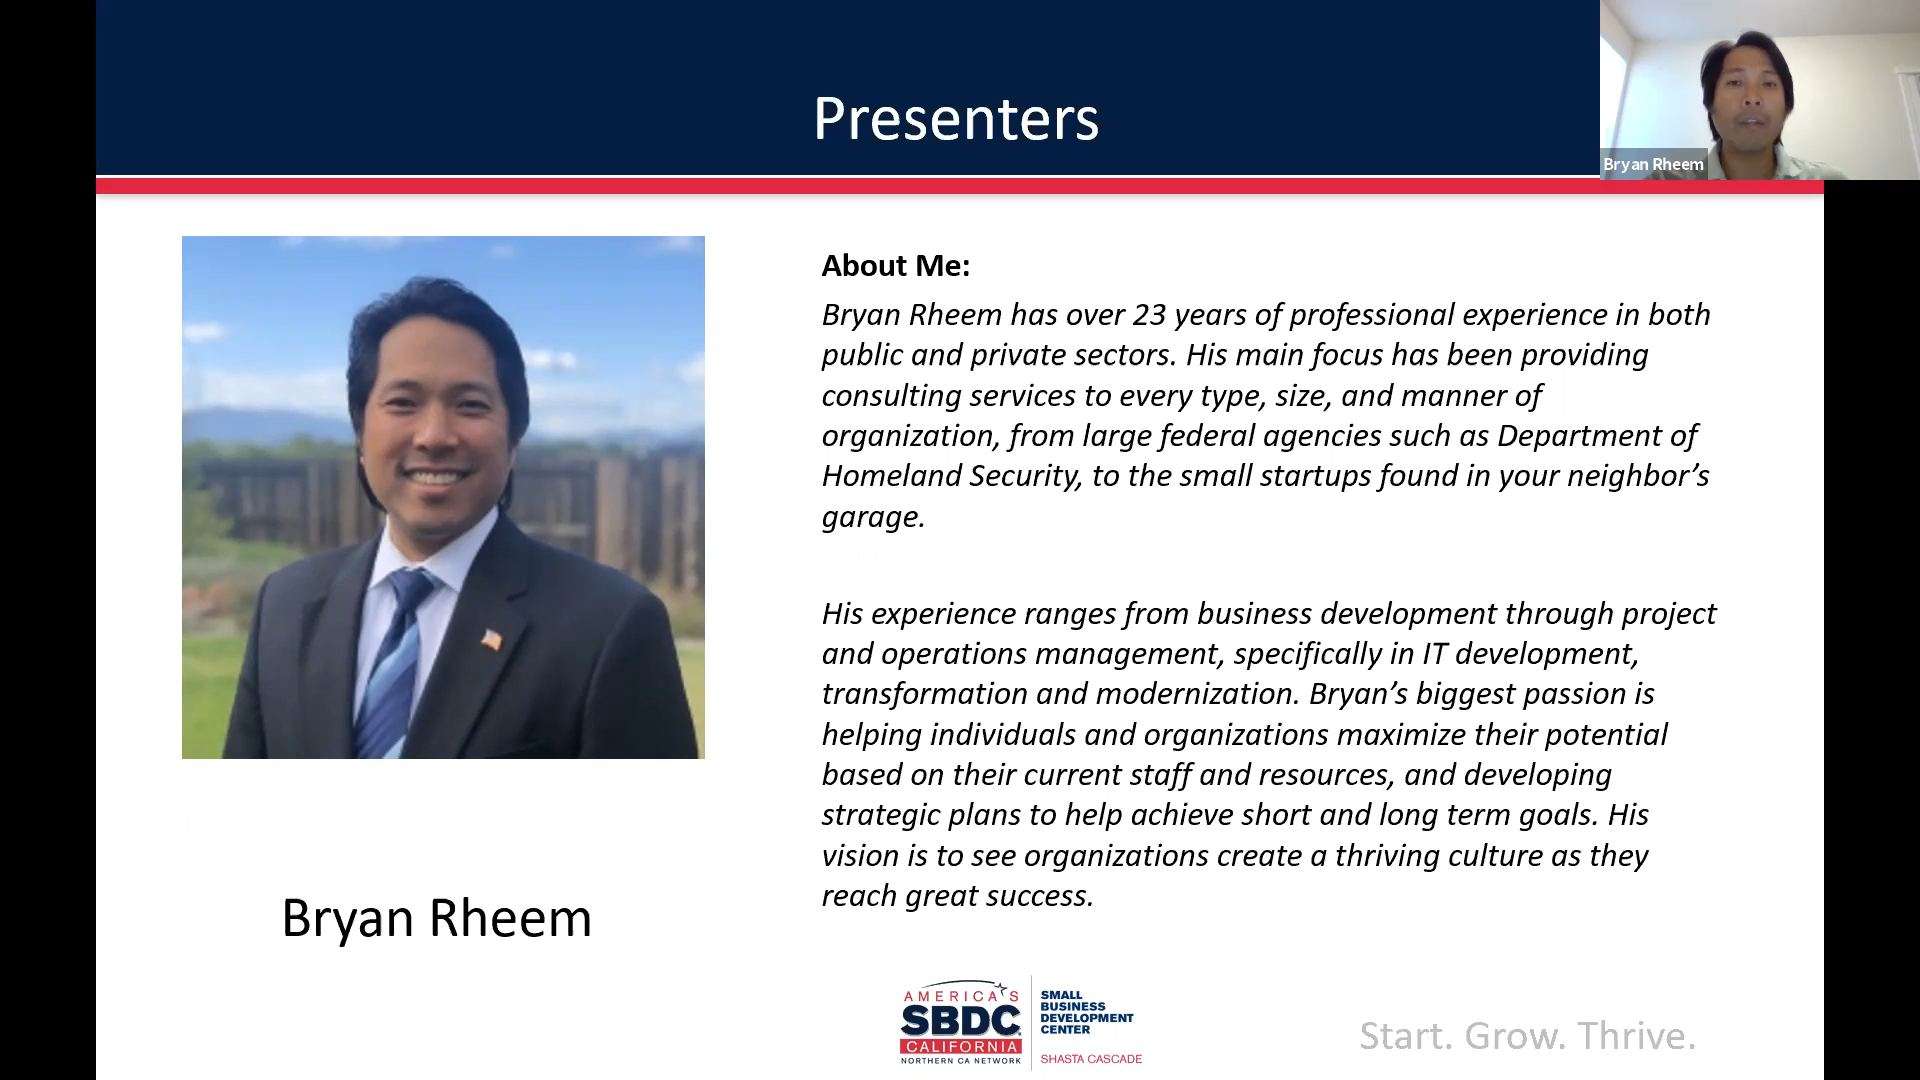 Presenters
Bryan Rheem
About Me:
Bryan Rheem has over 23 years of professional experience in both
public and private sectors. His main focus has been providing
consulting services to every type, size, and manner of
organization, from large federal agencies such as Department of
Homeland Security, to the small startups found in your neighbor’s
garage.
His experience ranges from business development through project
and operations management, specifically in IT development,
transformation and modernization. Bryan’s biggest passion is
helping individuals and organizations maximize their potential
based on their current staff and resources, and developing
strategic plans to help achieve short and long term goals. His
vision is to see organizations create a thriving culture as they
reach great success.
Bryan Rheem
AMERICA'S
SBDC
CALIFORNIA
NORTHERN CA NETWORK
SMALL
BUSINESS
DEVELOPMENT
CENTER
SHASTA CASCADE
Start. Grow. Thrive.